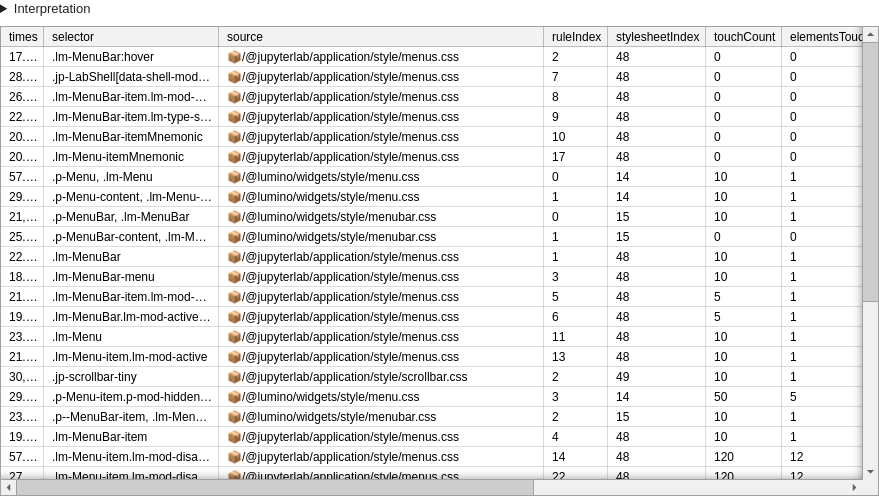 ▶ Interpretation
times selector source ruleIndex stylesheetIndex touchCount elementsTouc
17.… .lm-MenuBar:hover 📦/@jupyterlab/application/style/menus.css 2 48 0 0
28.… .jp-LabShell[data-shell-mod… 📦/@jupyterlab/application/style/menus.css 7 48 0 0
26.… .lm-MenuBar-item.lm-mod-… 📦/@jupyterlab/application/style/menus.css 8 48 0 0
22.… .lm-MenuBar-item.lm-type-s… 📦/@jupyterlab/application/style/menus.css 9 48 0 0
20.… .lm-MenuBar-itemMnemonic 📦/@jupyterlab/application/style/menus.css 10 48 0 0
20.… .lm-Menu-itemMnemonic 📦/@jupyterlab/application/style/menus.css 17 48 0 0
57.… .p-Menu, .lm-Menu 📦/@lumino/widgets/style/menu.css 0 14 10 1
29.… .p-Menu-content, .lm-Menu-… 📦/@lumino/widgets/style/menu.css 1 14 10 1
21,… .p-MenuBar, .lm-MenuBar 📦/@lumino/widgets/style/menubar.css 0 15 10 1
25.… .p-MenuBar-content, .lm-M… 📦/@lumino/widgets/style/menubar.css 1 15 0 0
22.… .lm-MenuBar 📦/@jupyterlab/application/style/menus.css 1 48 10 1
18.… .lm-MenuBar-menu 📦/@jupyterlab/application/style/menus.css 3 48 10 1
21.… .lm-MenuBar-item.lm-mod-… 📦/@jupyterlab/application/style/menus.css 5 48 5 1
19.… .lm-MenuBar.lm-mod-active… 📦/@jupyterlab/application/style/menus.css 6 48 5 1
23.… .lm-Menu 📦/@jupyterlab/application/style/menus.css 11 48 10 1
21.… .lm-Menu-item.lm-mod-active 📦/@jupyterlab/application/style/menus.css 13 48 10 1
30,… .jp-scrollbar-tiny 📦/@jupyterlab/application/style/scrollbar.css 2 49 10 1
29.… .p-Menu-item.p-mod-hidden… 📦/@lumino/widgets/style/menu.css 3 14 50 5
23.… .p--MenuBar-item, .lm-Men… 📦/@lumino/widgets/style/menubar.css 2 15 10 1
19.… .lm-MenuBar-item 📦/@jupyterlab/application/style/menus.css 4 48 10 1
57.… .lm-Menu-item.lm-mod-disa… 📦/@jupyterlab/application/style/menus.css 14 48 120 12
27.… .lm-Menu-item.lm-mod-disa… 📦/@jupyterlab/application/style/menus.css 22 48 120 12